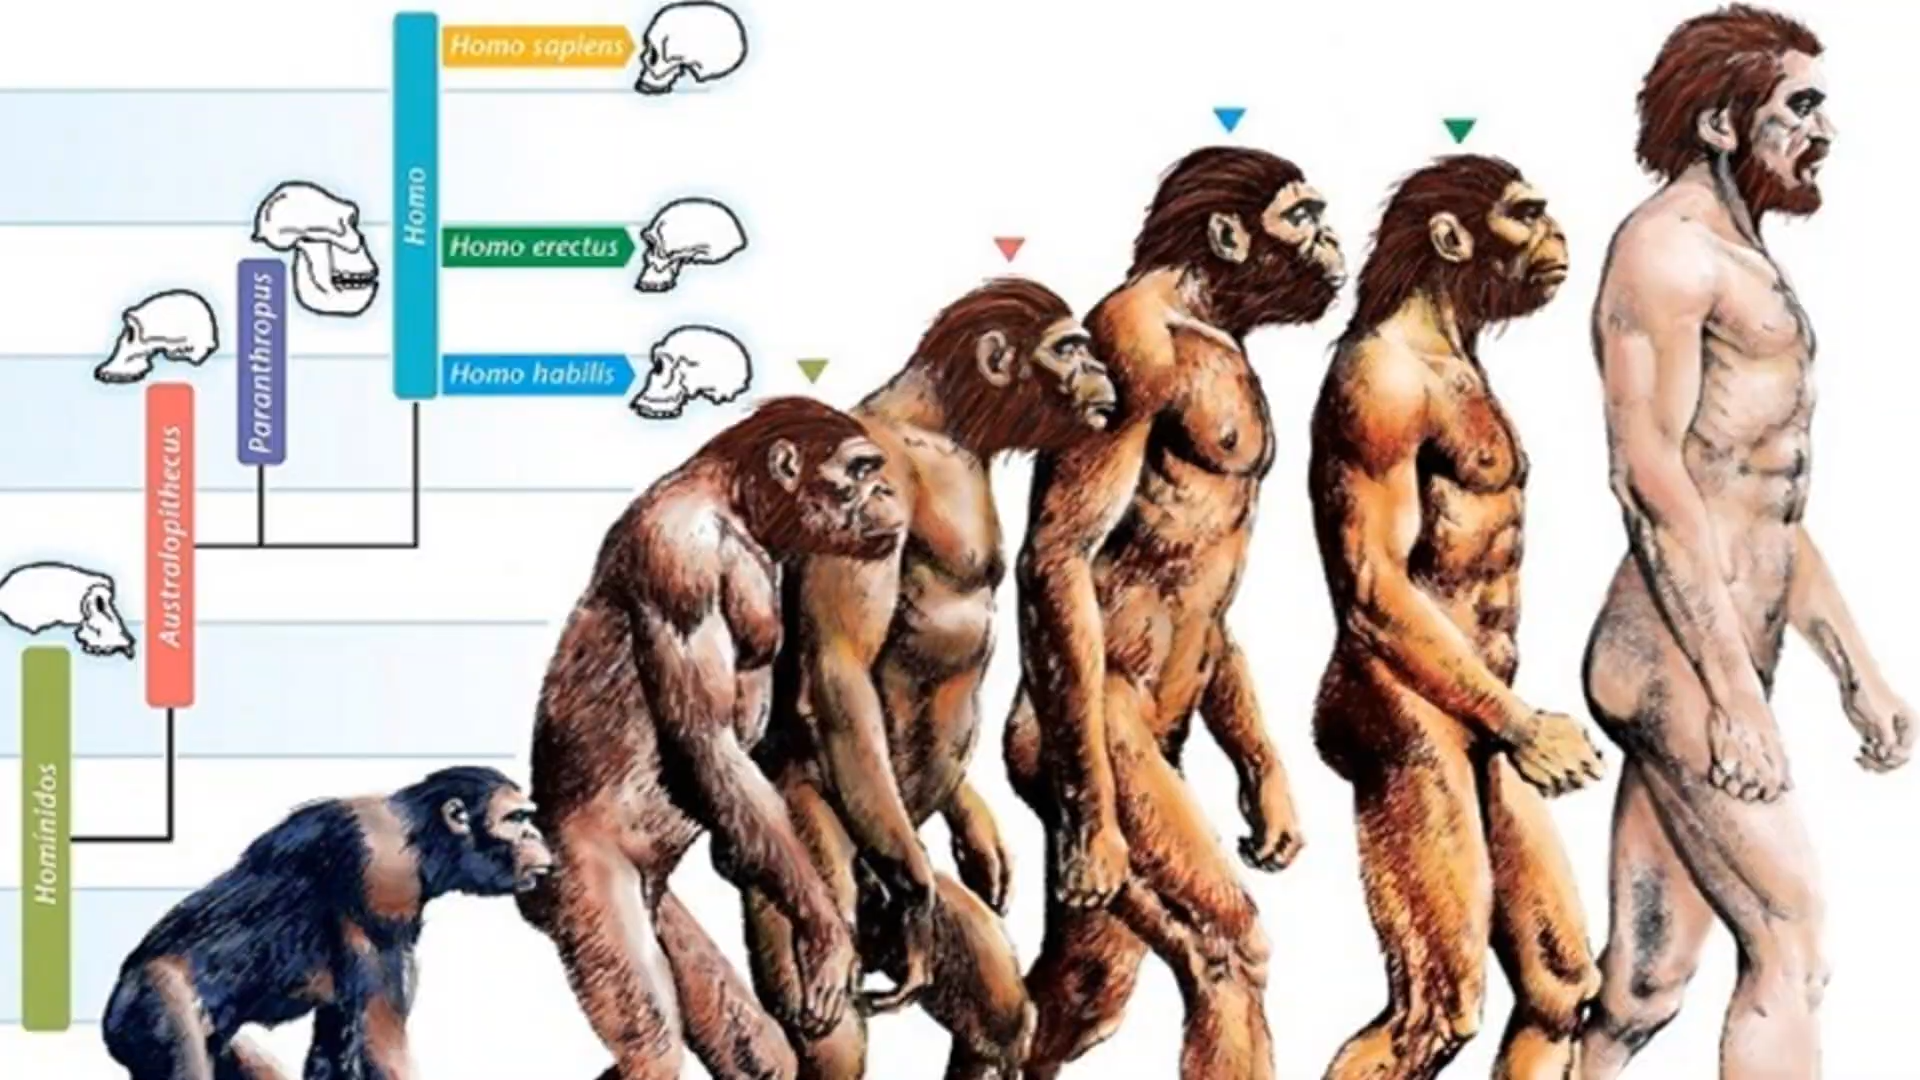 Homo sapiens
Homo
Homo erectus
Paranthropus
Homo habilis
Australopithecus
Homínidos